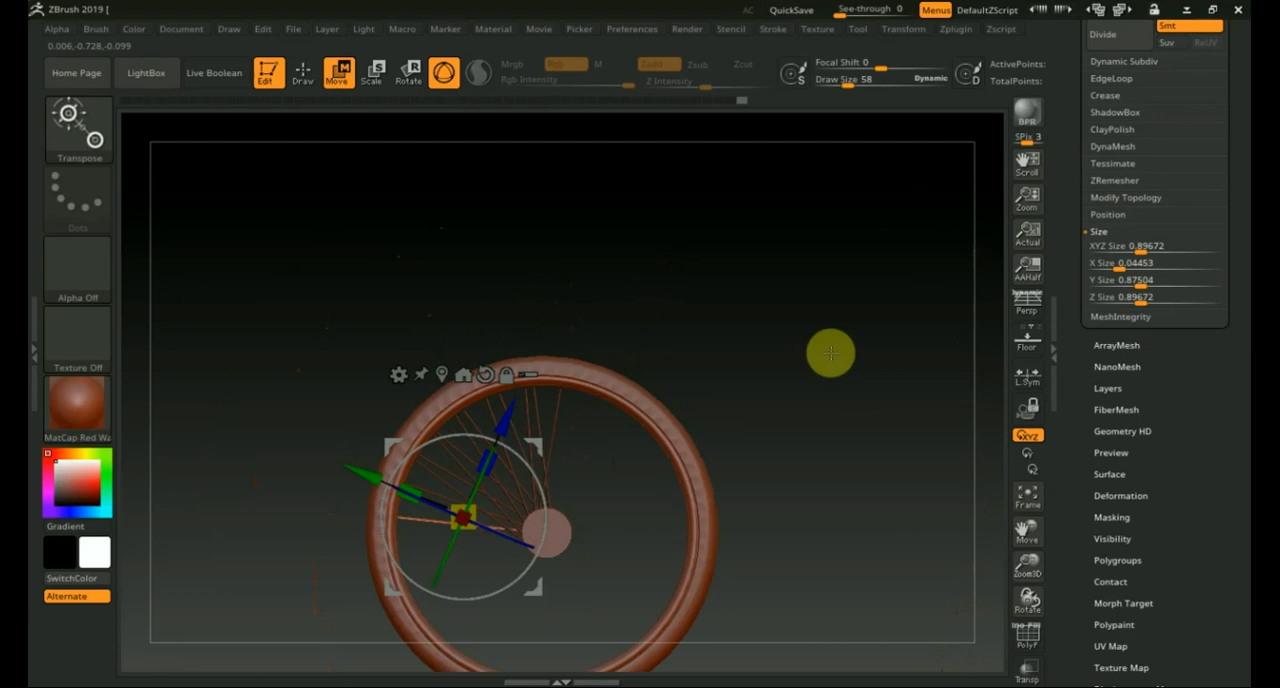 ZBrush 2019 [
AC QuickSave See-through 0 Menus DefaultZScript
Alpha Brush Color Document Draw Edit File Layer Light Macro Marker Material Movie Picker Preferences Render Stencil Stroke Texture Tool Transform Zplugin Zscript
0.006,-0.728,-0.099
Home Page LightBox Live Boolean Edit Draw Move Scale Rotate
Mrgb Rgb M Zadd Zsub Zcut
Rgb Intensity Z Intensity
Focal Shift 0
Draw Size 58 Dynamic
ActivePoints:
TotalPoints:
Transpose
Dots
Alpha Off
Texture Off
MatCap Red Wa
Gradient
SwitchColor
Alternate
BPR
SPix 3
Scroll
Zoom
Actual
AAHalf
Dynamic
Persp
Floor
L.Sym
XYZ
Frame
Move
Zoom3D
Rotate
PolyF
Transp
Divide
Smt
Suv ReUV
Dynamic Subdiv
EdgeLoop
Crease
ShadowBox
ClayPolish
DynaMesh
Tessimate
ZRemesher
Modify Topology
Position
Size
XYZ Size 0.89672
X Size 0.04453
Y Size 0.87504
Z Size 0.89672
MeshIntegrity
ArrayMesh
NanoMesh
Layers
FiberMesh
Geometry HD
Preview
Surface
Deformation
Masking
Visibility
Polygroups
Contact
Morph Target
Polypaint
UV Map
Texture Map